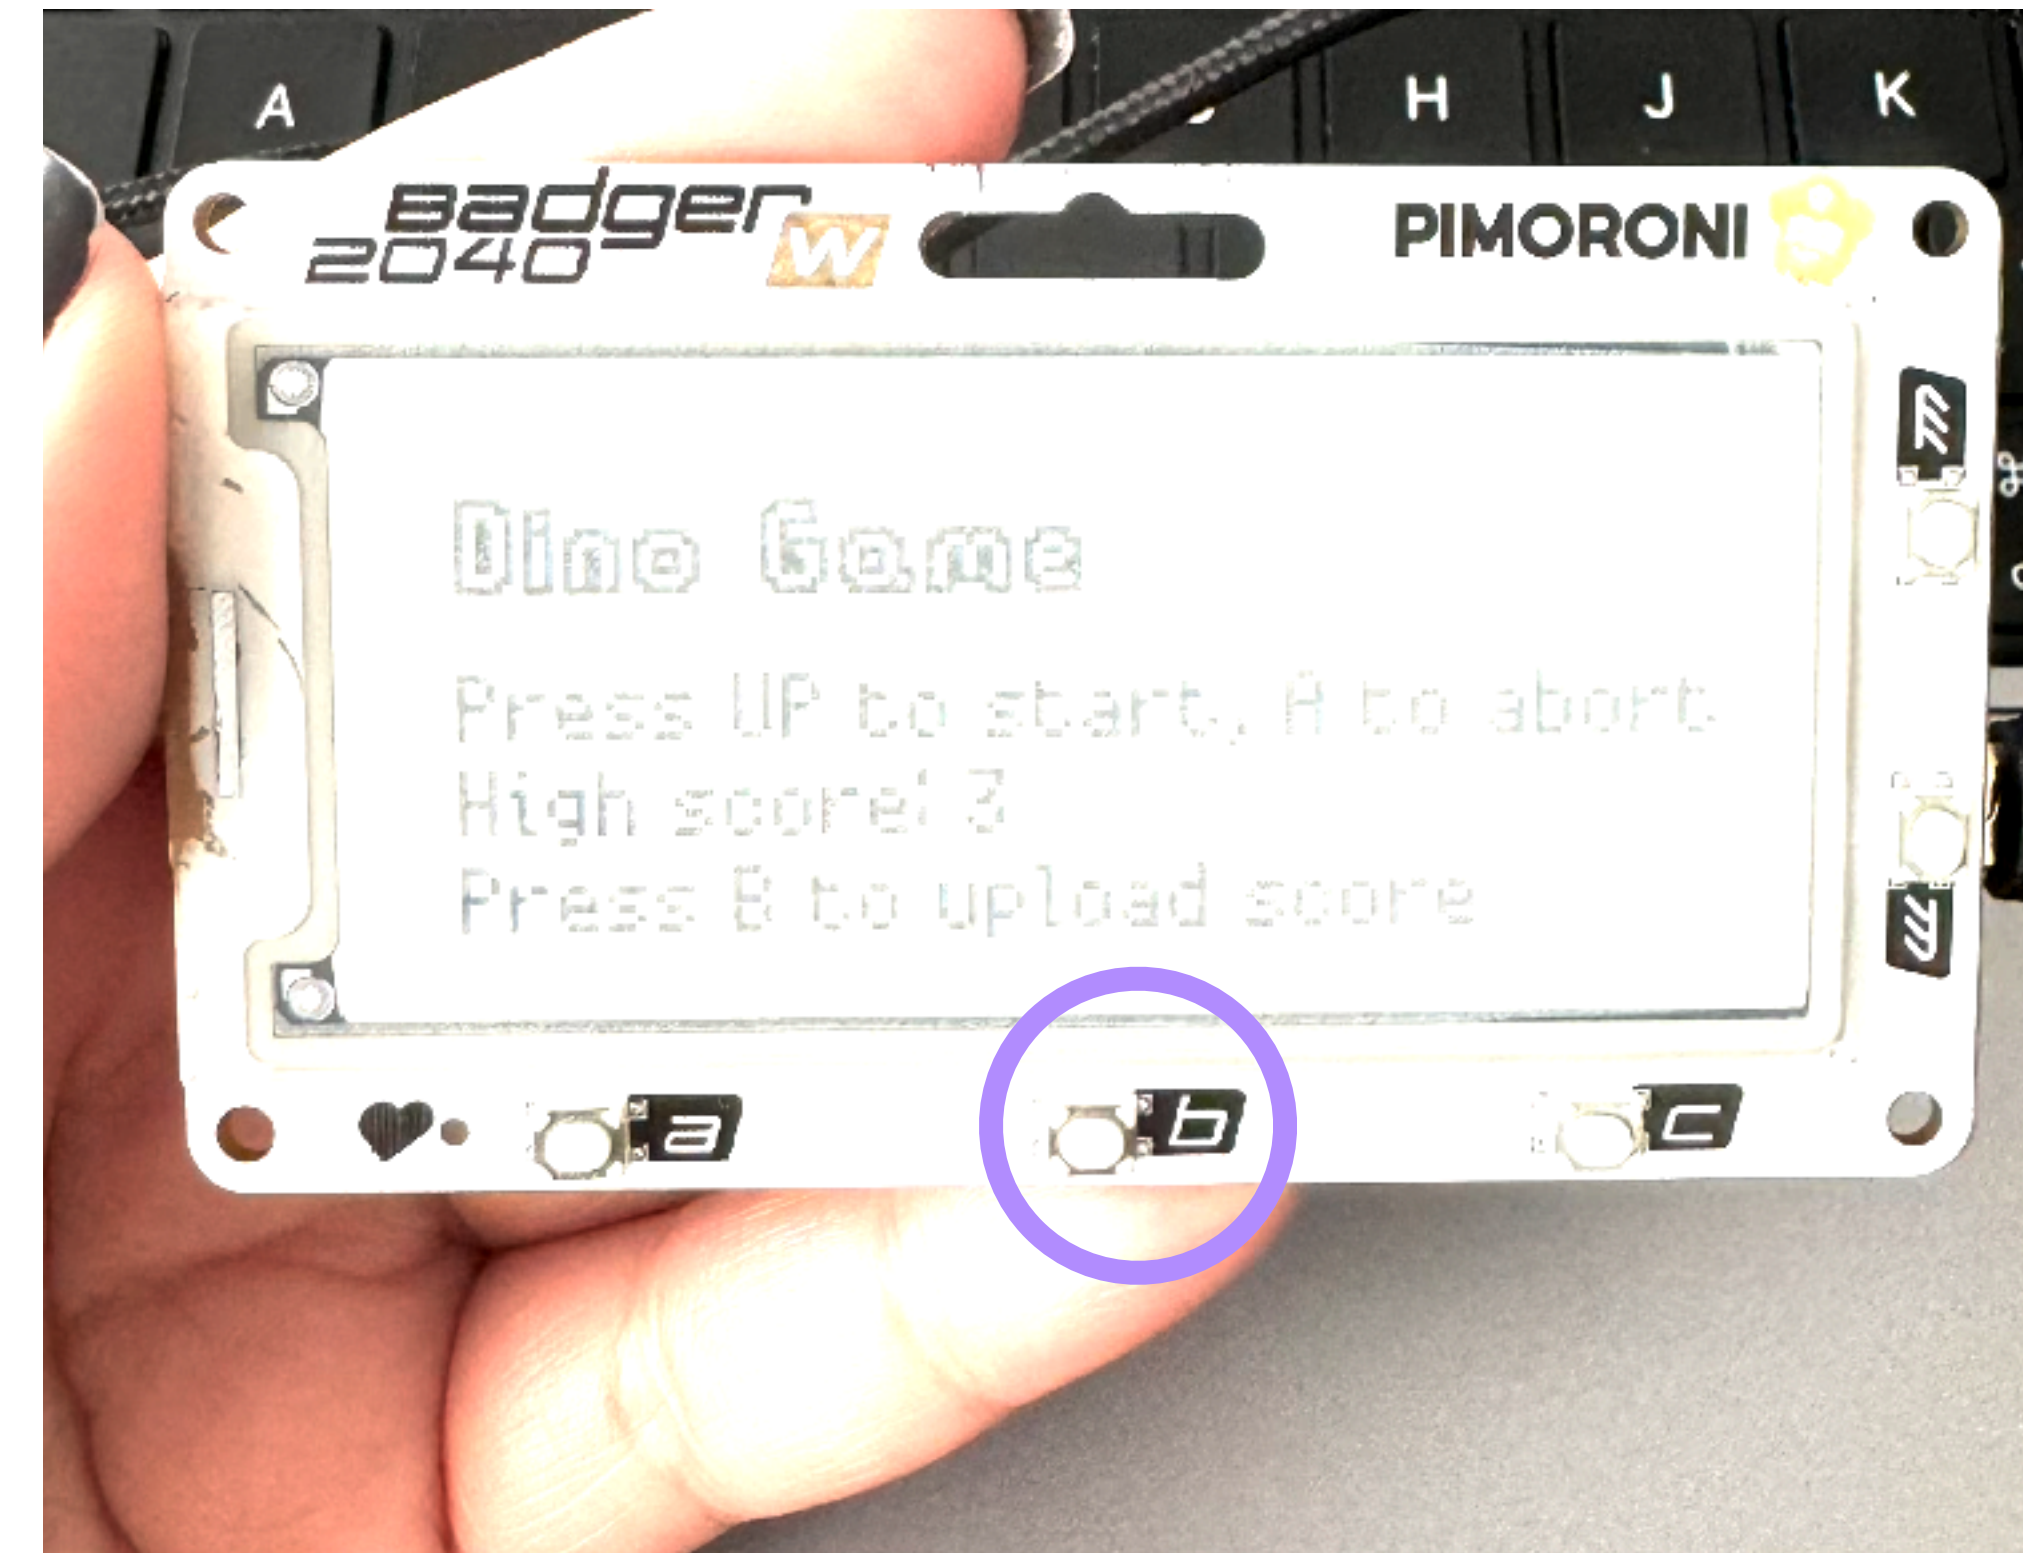 A
H
J
K
Badger
2040
W
PIMORONI
Dino Game
Press UP to start, A to abort
High score: 3
Press B to upload score
a
b
c